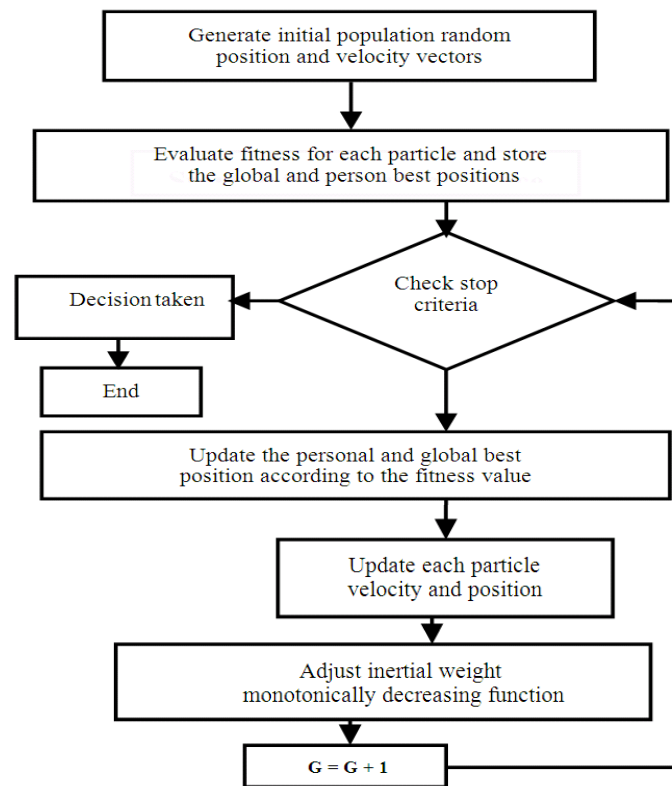 Generate initial population random
position and velocity vectors
Evaluate fitness for each particle and store
the global and person best positions
Check stop
criteria
Decision taken
End
Update the personal and global best
position according to the fitness value
Update each particle
velocity and position
Adjust inertial weight
monotonically decreasing function
G = G + 1